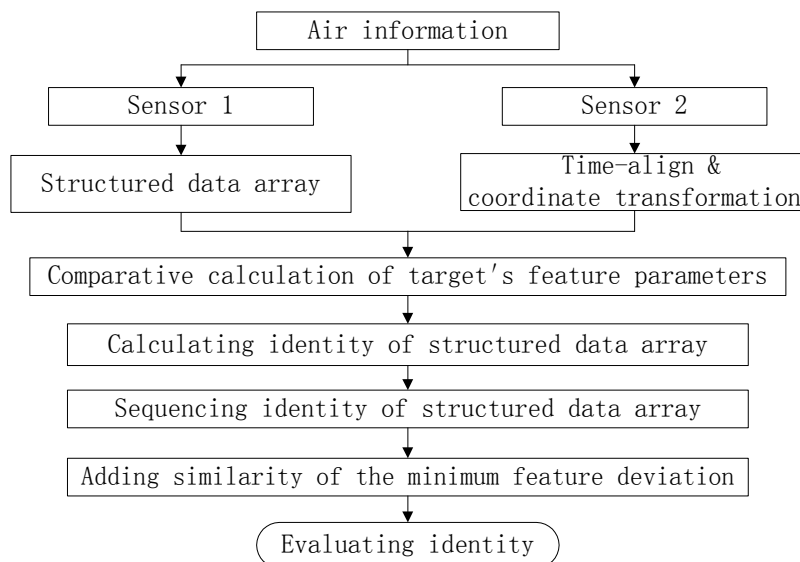 Air information
Sensor 1
Sensor 2
Structured data array
Time-align &
coordinate transformation
Comparative calculation of target's feature parameters
Calculating identity of structured data array
Sequencing identity of structured data array
Adding similarity of the minimum feature deviation
Evaluating identity